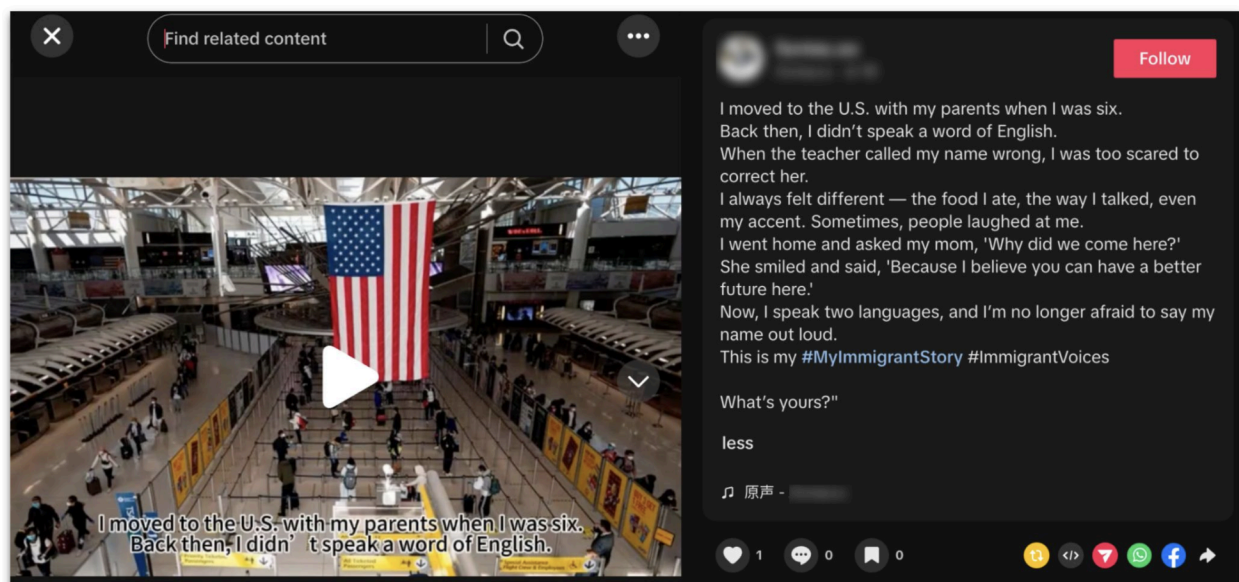 Find related content
I moved to the U.S. with my parents when I was six.
Back then, I didn' t speak a word of English.
Follow
I moved to the U.S. with my parents when I was six.
Back then, I didn’t speak a word of English.
When the teacher called my name wrong, I was too scared to
correct her.
I always felt different — the food I ate, the way I talked, even
my accent. Sometimes, people laughed at me.
I went home and asked my mom, 'Why did we come here?'
She smiled and said, 'Because I believe you can have a better
future here.'
Now, I speak two languages, and I’m no longer afraid to say my
name out loud.
This is my #MyImmigrantStory #ImmigrantVoices
What’s yours?"
less
原声 -
1
0
0